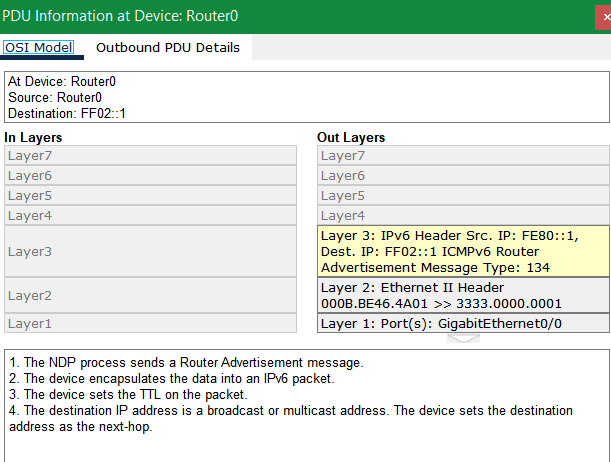 PDU Information at Device: Router0
OSI Model Outbound PDU Details
At Device: Router0
Source: Router0
Destination: FF02::1
In Layers Out Layers
Layer7 Layer7
Layer6 Layer6
Layer5 Layer5
Layer4 Layer4
Layer3
Layer 3: IPv6 Header Src. IP: FE80::1,
Dest. IP: FF02::1 ICMPv6 Router
Advertisement Message Type: 134
Layer2
Layer 2: Ethernet II Header
000B.BE46.4A01 >> 3333.0000.0001
Layer1 Layer 1: Port(s): GigabitEthernet0/0
1. The NDP process sends a Router Advertisement message.
2. The device encapsulates the data into an IPv6 packet.
3. The device sets the TTL on the packet.
4. The destination IP address is a broadcast or multicast address. The device sets the destination
address as the next-hop.